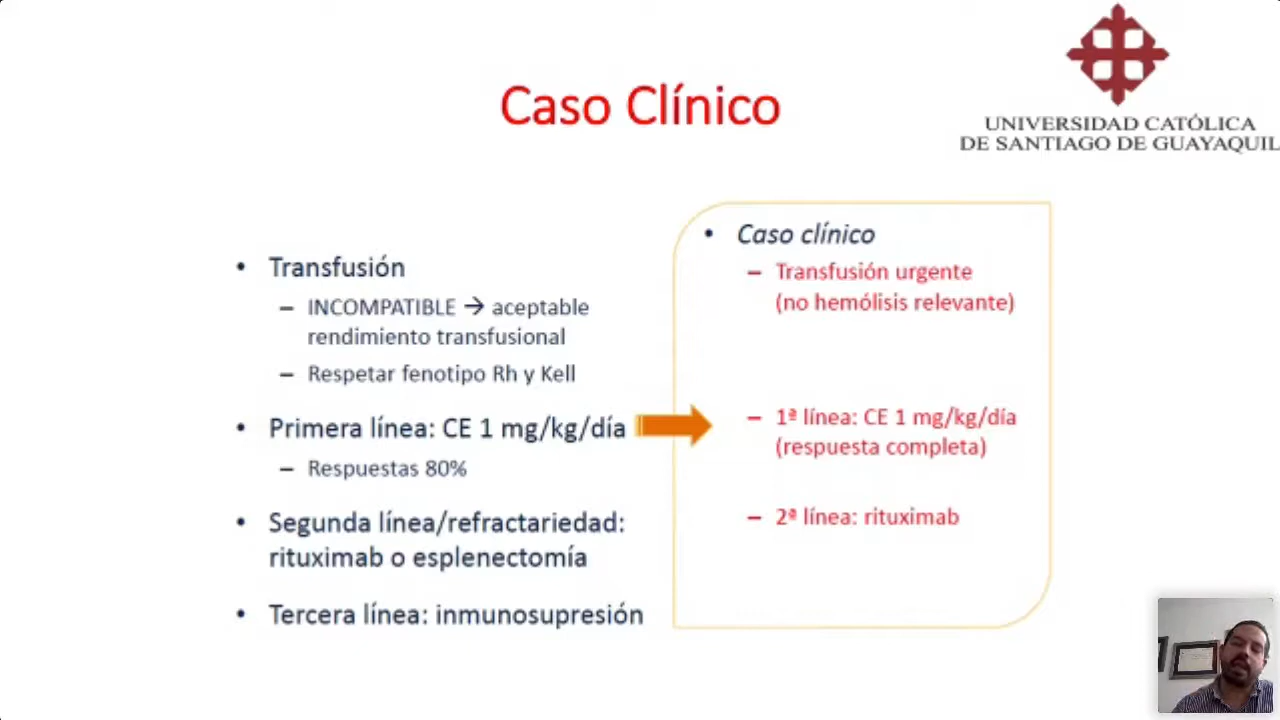 Caso Clínico
UNIVERSIDAD CATÓLICA
DE SANTIAGO DE GUAYAQUIL
• Transfusión
– INCOMPATIBLE → aceptable
rendimiento transfusional
– Respetar fenotipo Rh y Kell
• Primera línea: CE 1 mg/kg/día
– Respuestas 80%
• Segunda línea/refractariedad:
rituximab o esplenectomía
• Tercera línea: inmunosupresión
• Caso clínico
– Transfusión urgente
(no hemólisis relevante)
– 1ª línea: CE 1 mg/kg/día
(respuesta completa)
– 2ª línea: rituximab